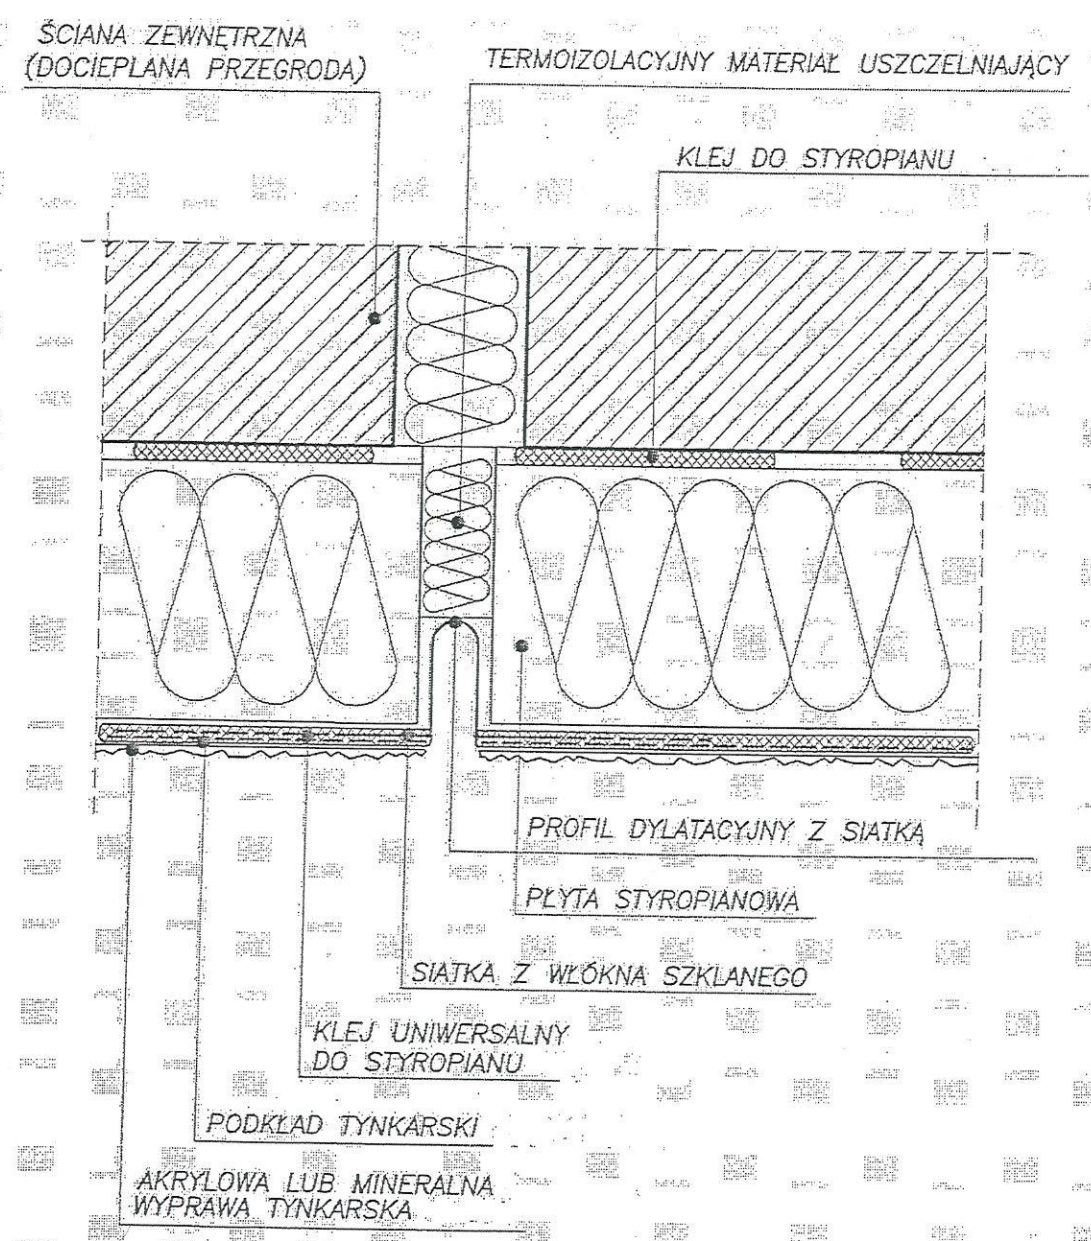 ŚCIANA ZEWNĘTRZNA
(DOCIEPLANA PRZEGRODA)
TERMOIZOLACYJNY MATERIAŁ USZCZELNIAJĄCY
KLEJ DO STYROPIANU
PROFIL DYLATACYJNY Z SIATKĄ
PŁYTA STYROPIANOWA
SIATKA Z WŁÓKNA SZKLANEGO
KLEJ UNIWERSALNY
DO STYROPIANU
PODKŁAD TYNKARSKI
AKRYLOWA LUB MINERALNA
WYPRAWA TYNKARSKA